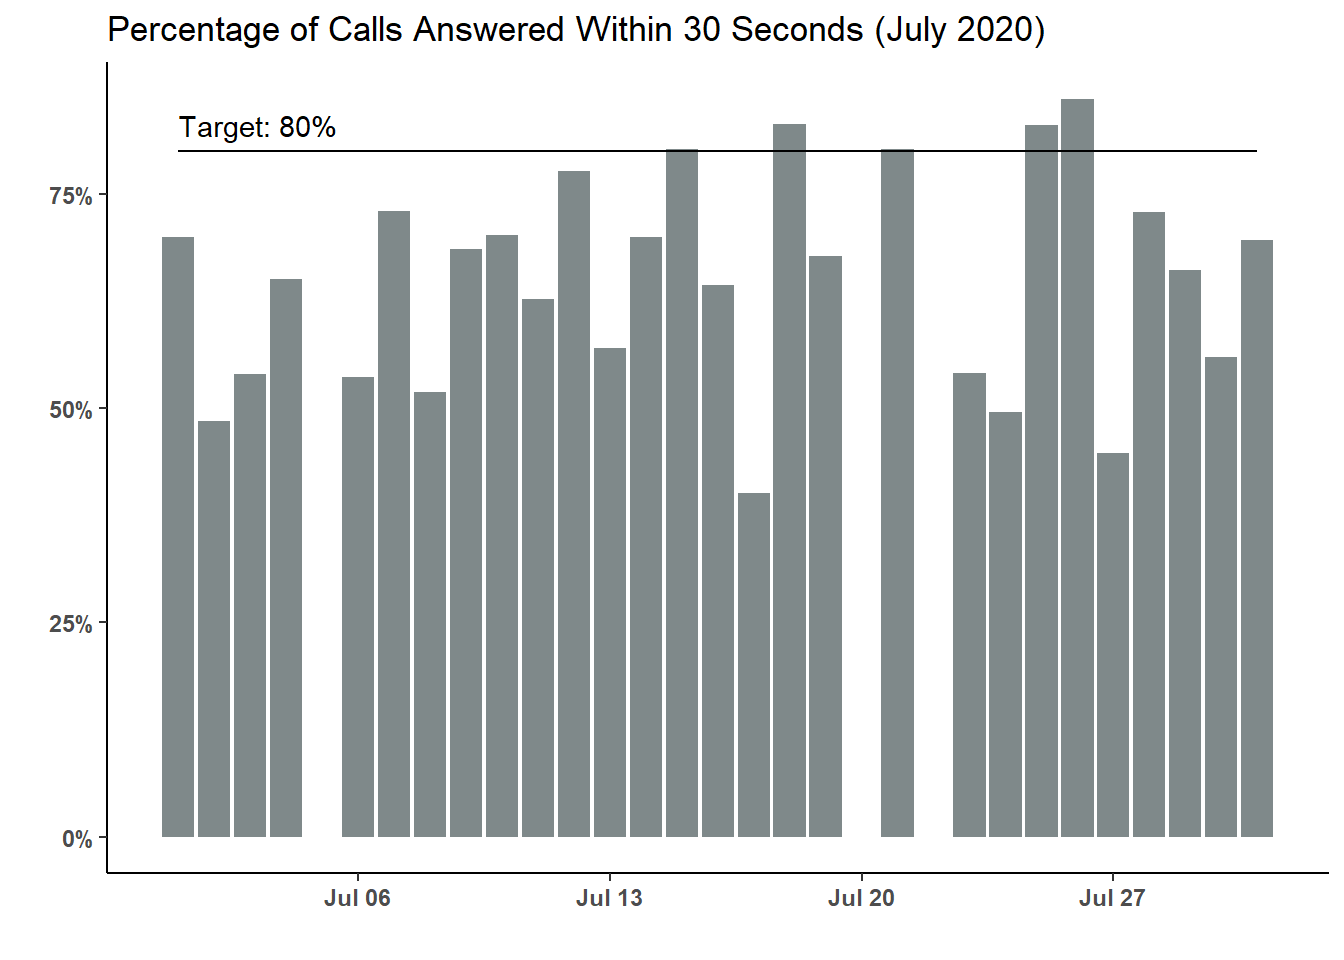 Percentage of Calls Answered Within 30 Seconds (July 2020)
Target: 80%
75%
50%
25%
0%
Jul 06 Jul 13 Jul 20 Jul 27